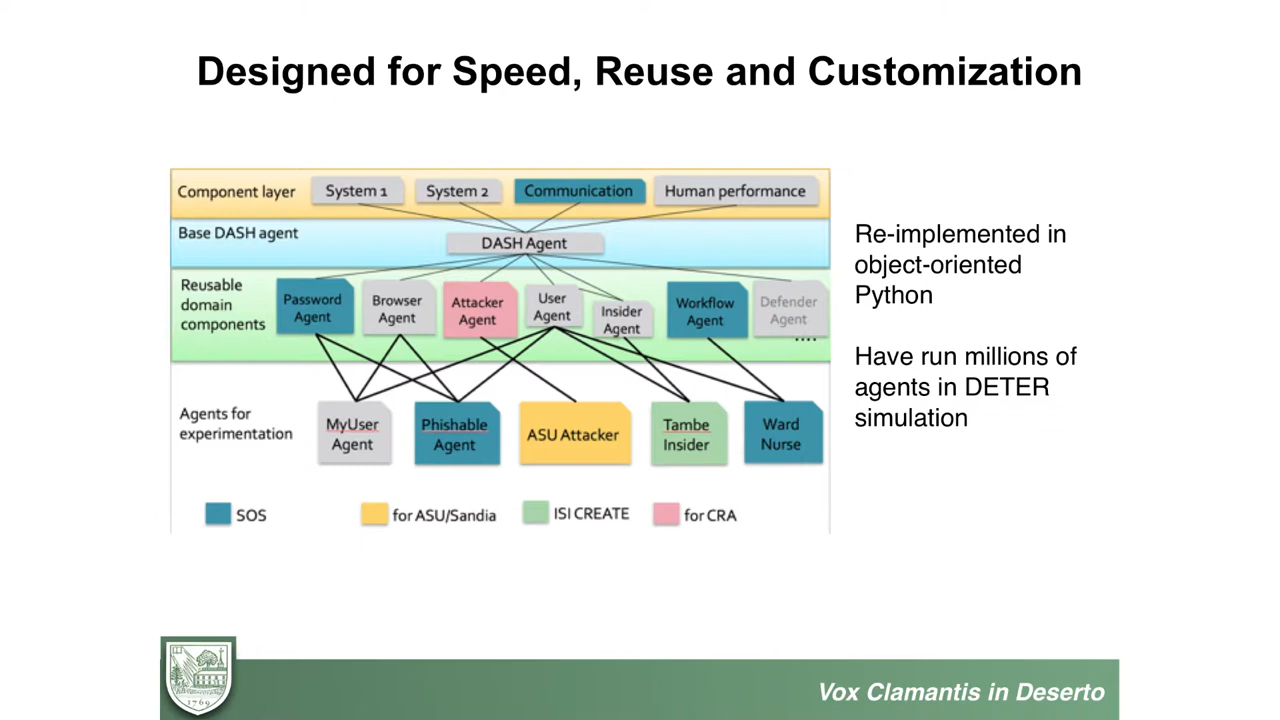 Designed for Speed, Reuse and Customization
Component layer
System 1
System 2
Communication
Human performance
Base DASH agent
DASH Agent
Reusable
domain
components
Password
Agent
Browser
Agent
Attacker
Agent
User
Agent
Insider
Agent
Workflow
Agent
Defender
Agent
....
Agents for
experimentation
MyUser
Agent
Phishable
Agent
ASU Attacker
Tambe
Insider
Ward
Nurse
SOS
for ASU/Sandia
ISI CREATE
for CRA
Re-implemented in
object-oriented
Python
Have run millions of
agents in DETER
simulation
1769
Vox Clamantis in Deserto